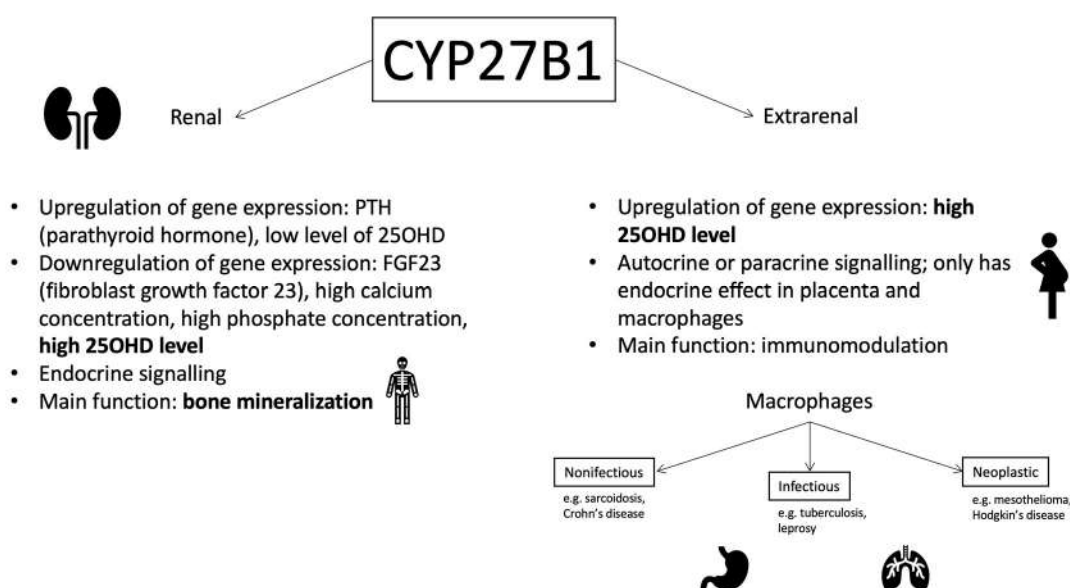 CYP27B1
Renal
Extrarenal
• Upregulation of gene expression: PTH
(parathyroid hormone), low level of 25OHD
• Downregulation of gene expression: FGF23
(fibroblast growth factor 23), high calcium
concentration, high phosphate concentration,
high 25OHD level
• Endocrine signalling
• Main function: bone mineralization
• Upregulation of gene expression: high
25OHD level
• Autocrine or paracrine signalling; only has
endocrine effect in placenta and
macrophages
• Main function: immunomodulation
Macrophages
Nonifectious
e.g. sarcoidosis,
Crohn's disease
Infectious
e.g. tuberculosis,
leprosy
Neoplastic
e.g. mesothelioma,
Hodgkin's disease